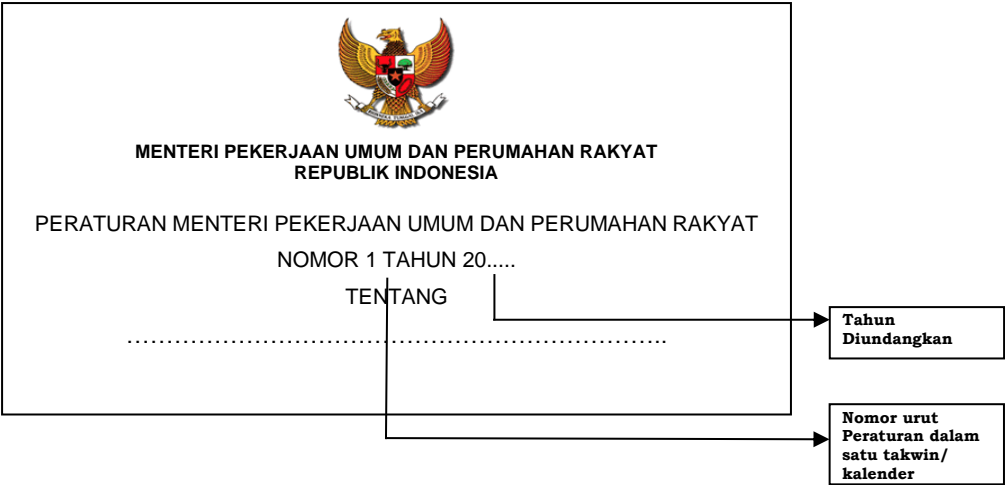 MENTERI PEKERJAAN UMUM DAN PERUMAHAN RAKYAT
REPUBLIK INDONESIA
PERATURAN MENTERI PEKERJAAN UMUM DAN PERUMAHAN RAKYAT
NOMOR 1 TAHUN 20.....
TENTANG
…………………………………………………………..
Tahun
Diundangkan
Nomor urut
Peraturan dalam
satu takwin/
kalender